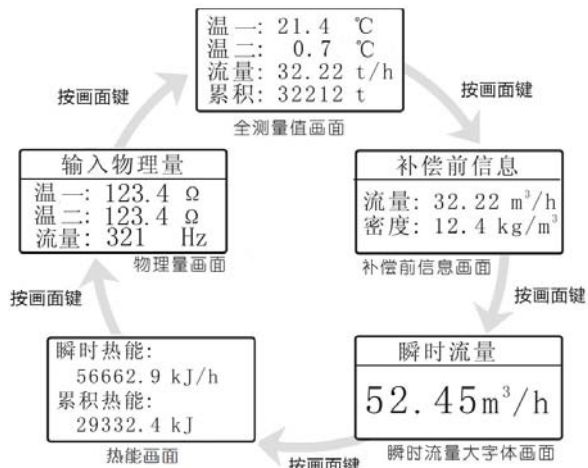 温一: 21.4 ℃
温二: 0.7 ℃
流量: 32.22 t/h
累积: 32212 t
全测量值画面
按画面键
按画面键
输入物理量
温一: 123.4 Ω
温二: 123.4 Ω
流量: 321 Hz
物理量画面
补偿前信息
流量: 32.22 m³/h
密度: 12.4 kg/m³
补偿前信息画面
按画面键
按画面键
瞬时热能:
56662.9 kJ/h
累积热能:
29332.4 kJ
热能画面
瞬时流量
52.45m³/h
瞬时流量大字体画面
按画面键